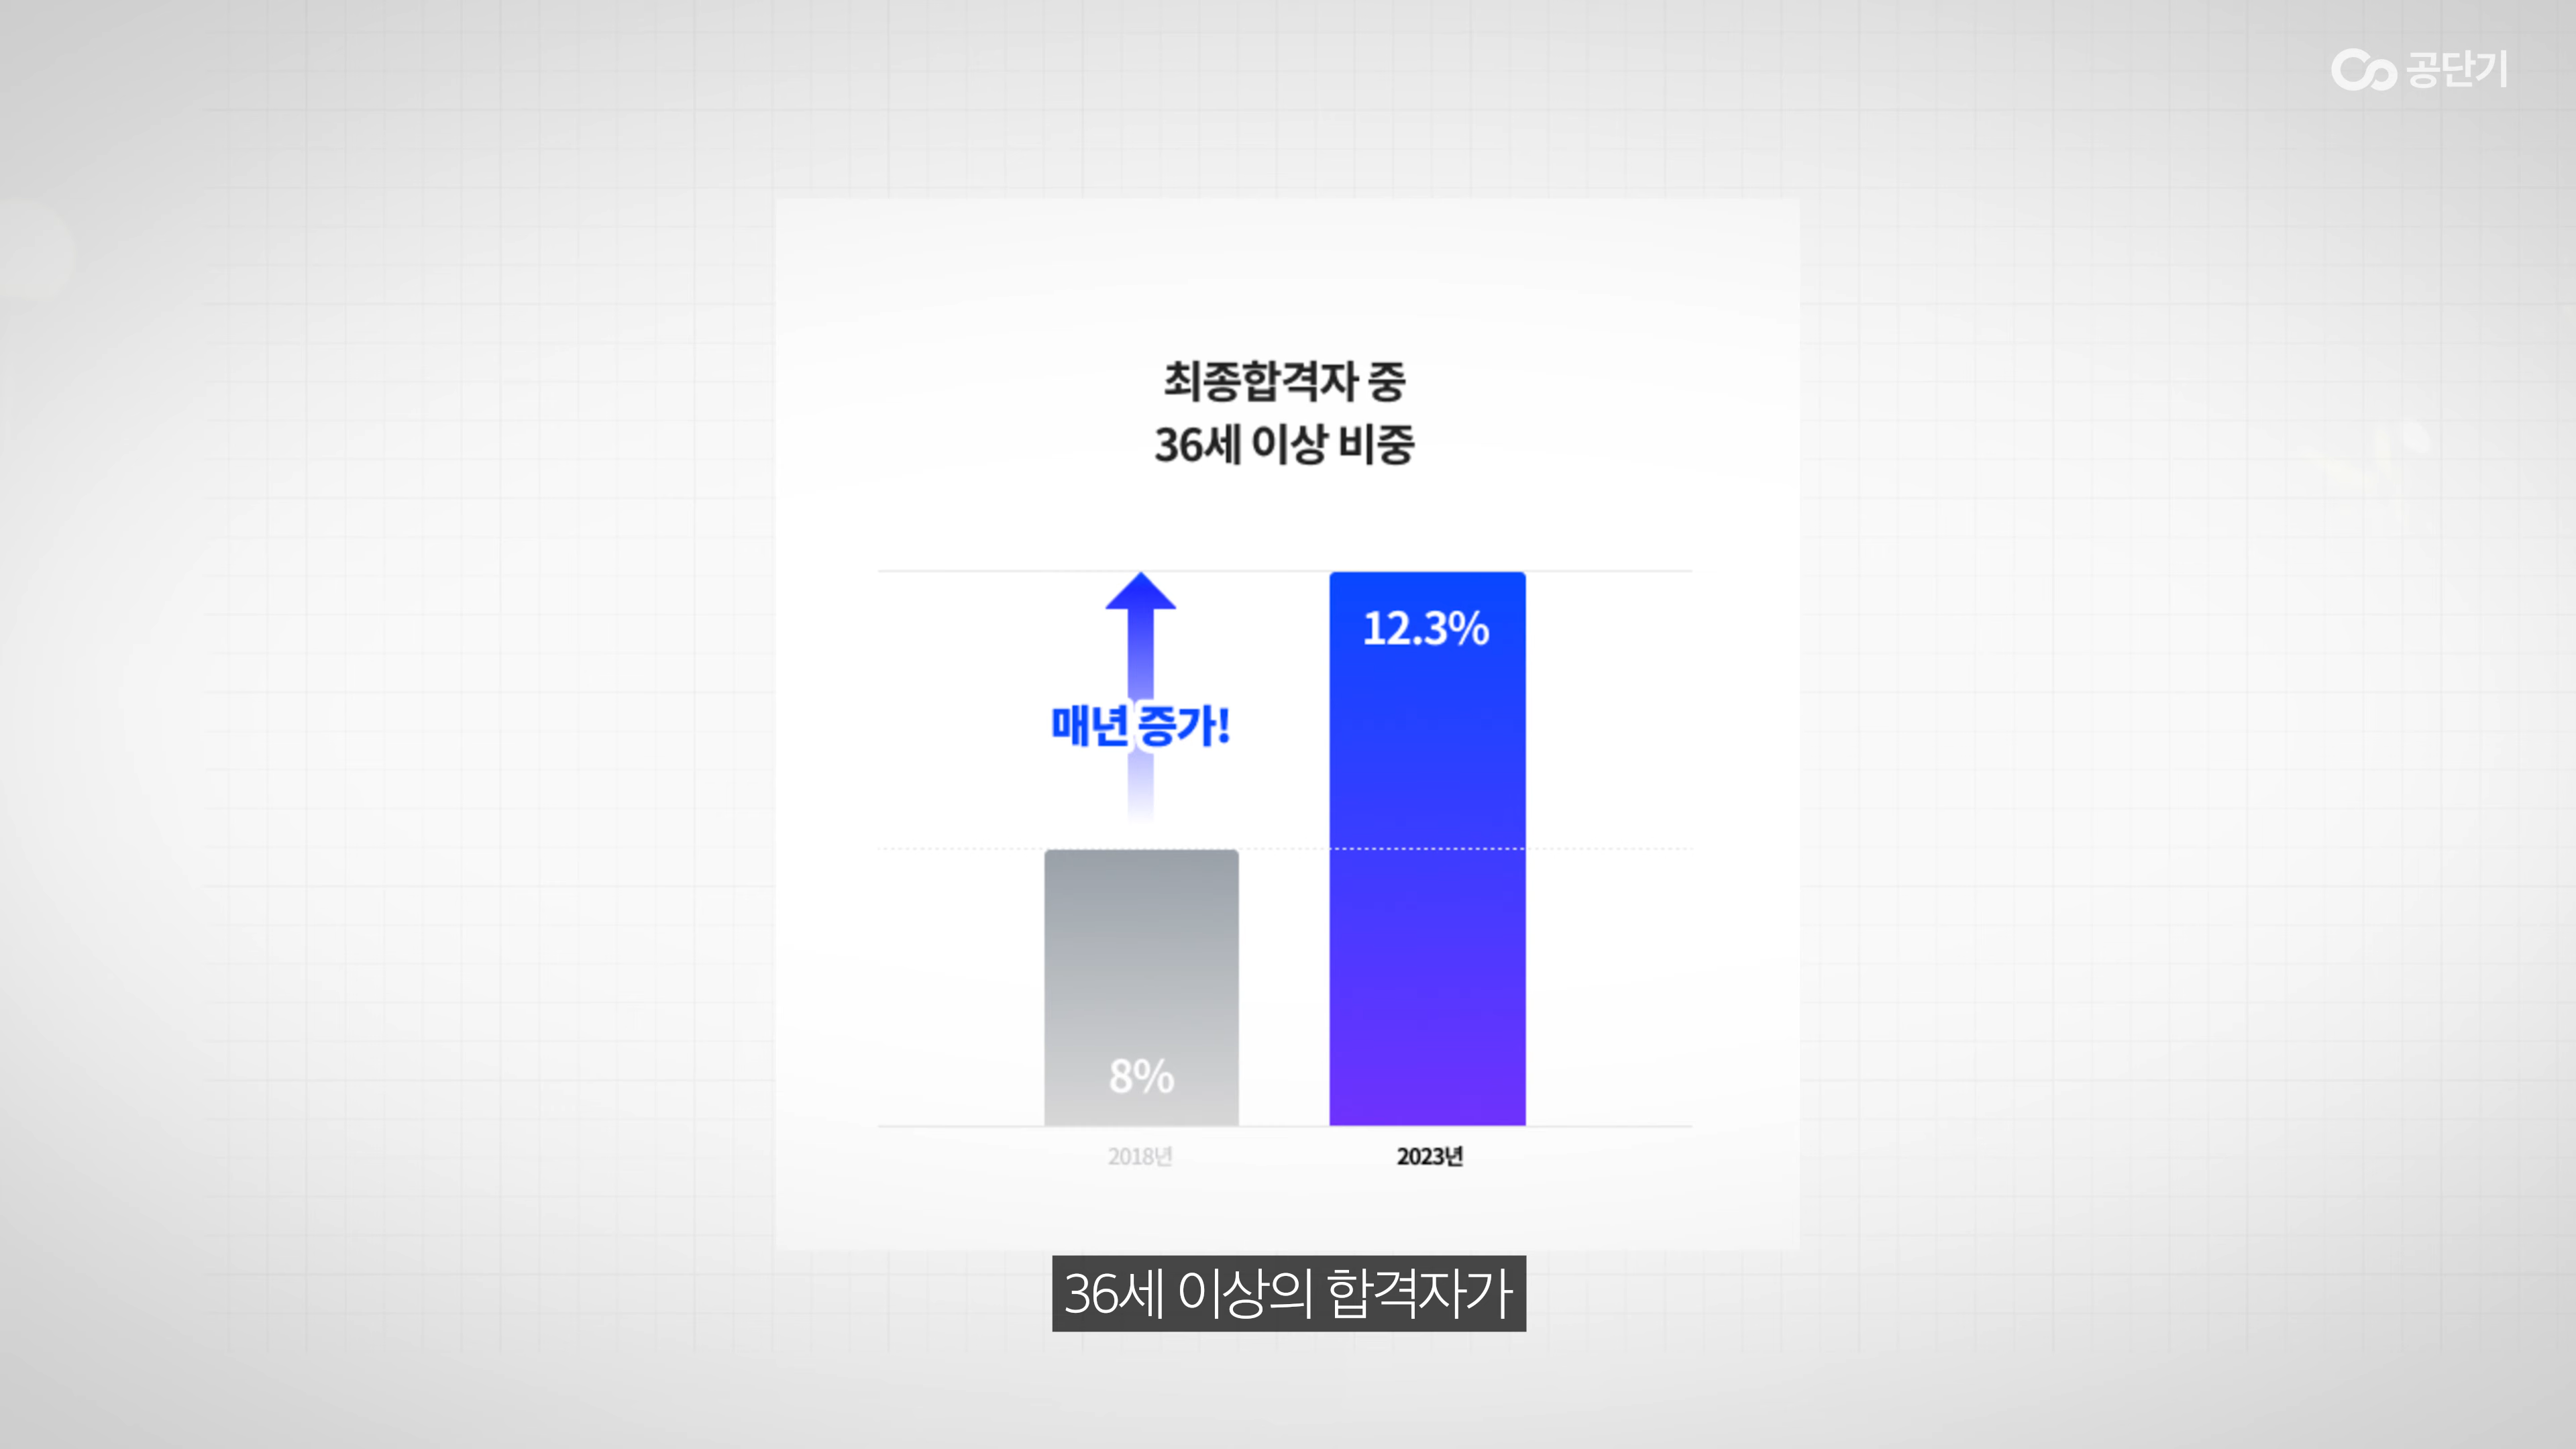 공단기
최종합격자 중
36세 이상 비중
12.3%
매년 증가!
8%
2018년
2023년
36세 이상의 합격자가